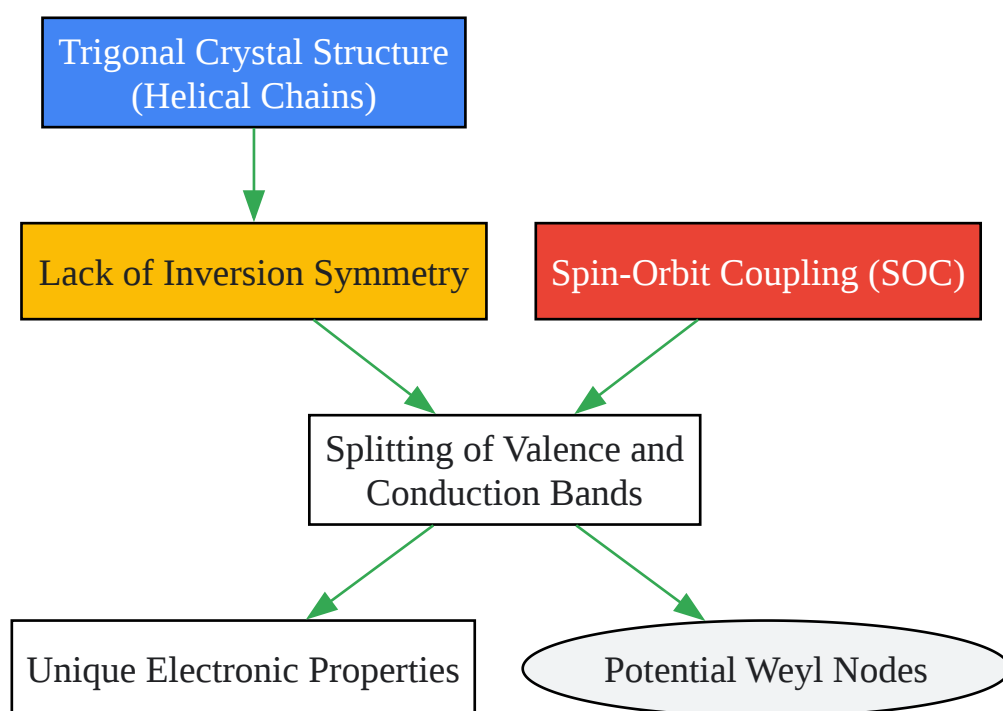 Trigonal Crystal Structure
(Helical Chains)
Lack of Inversion Symmetry
Spin-Orbit Coupling (SOC)
Splitting of Valence and
Conduction Bands
Unique Electronic Properties
Potential Weyl Nodes